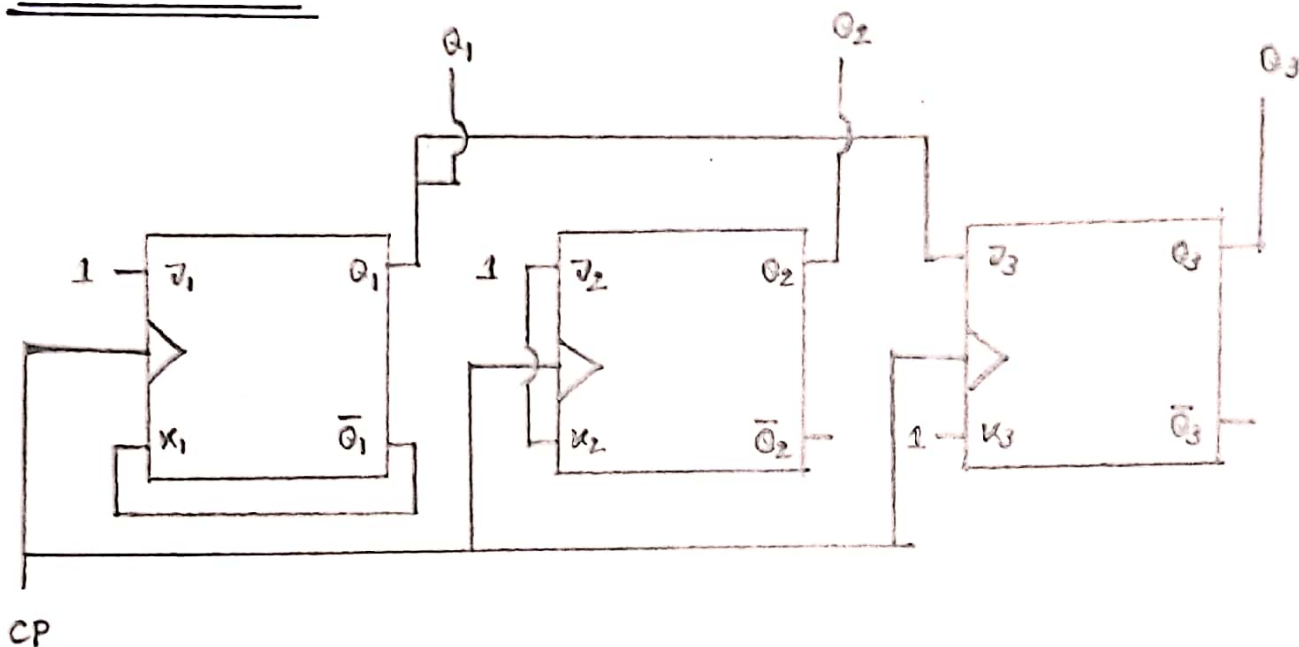 Q₁ Q₂ Q₃
1 J₁ Q₁ 1 J₂ Q₂ J₃ Q₃
K₁ Q̅₁ K₂ Q̅₂ 1 K₃ Q̅₃
CP